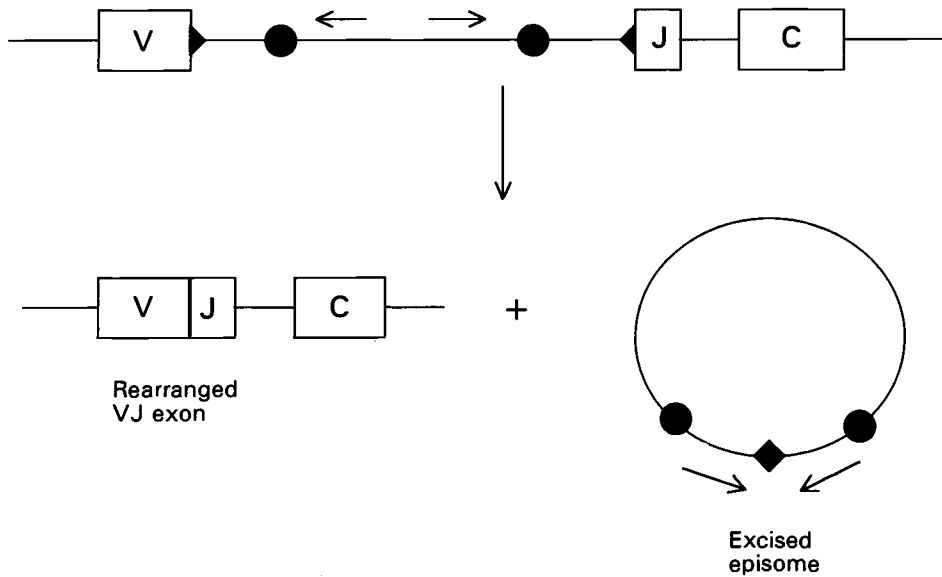 V J C
V J C +
Rearranged
VJ exon
Excised
episome